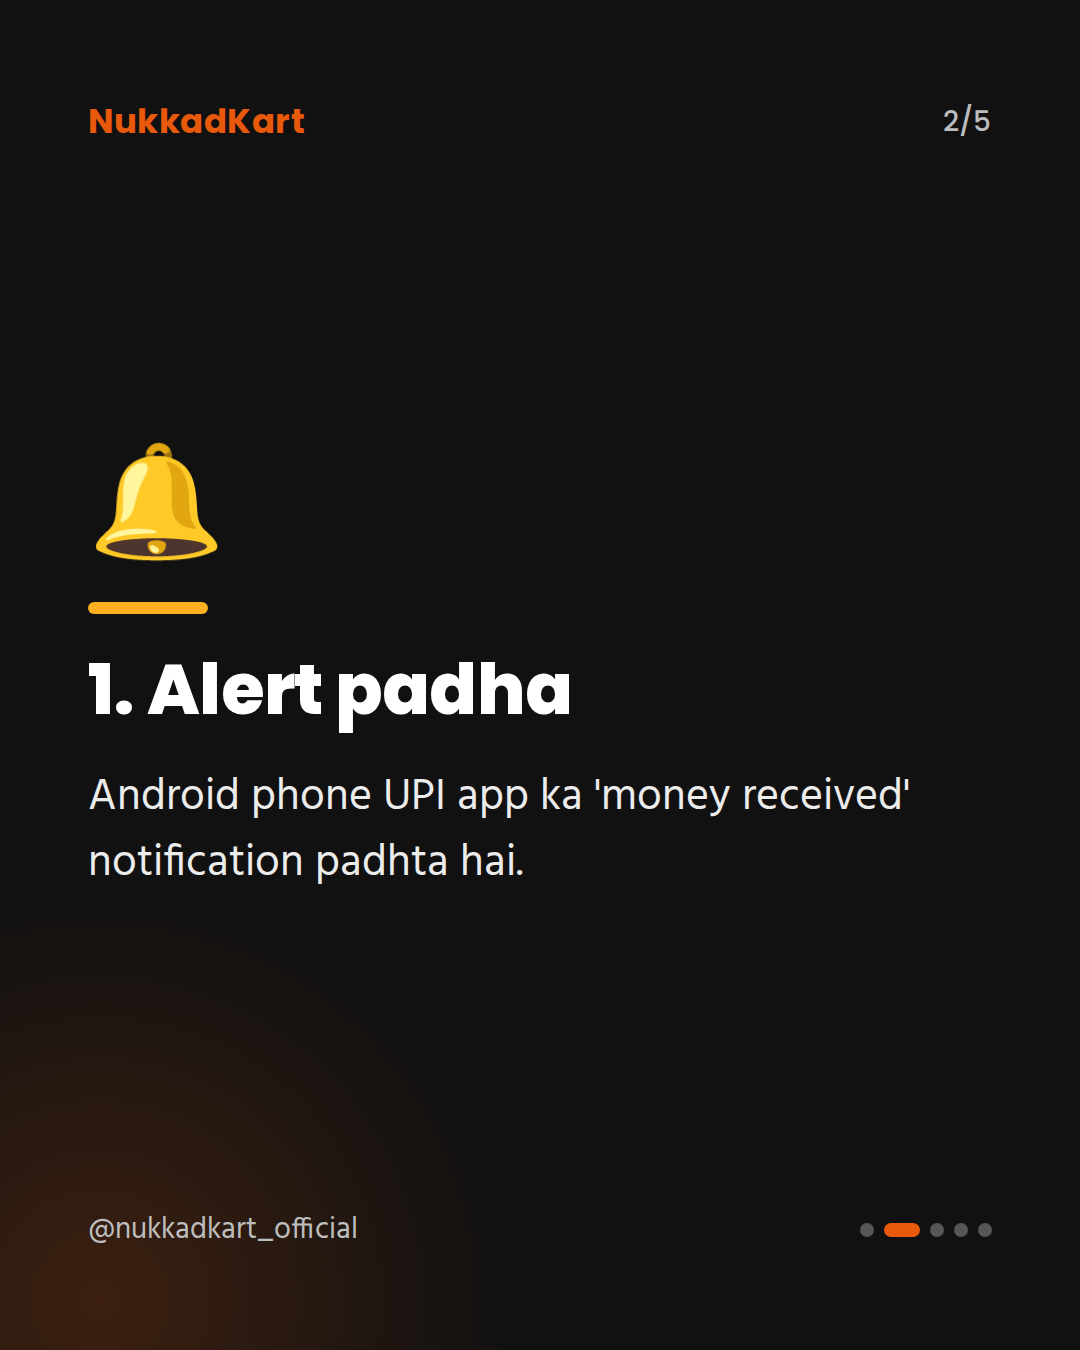 NukkadKart
2/5
1. Alert padha
Android phone UPI app ka 'money received'
notification padhta hai.
@nukkadkart_official